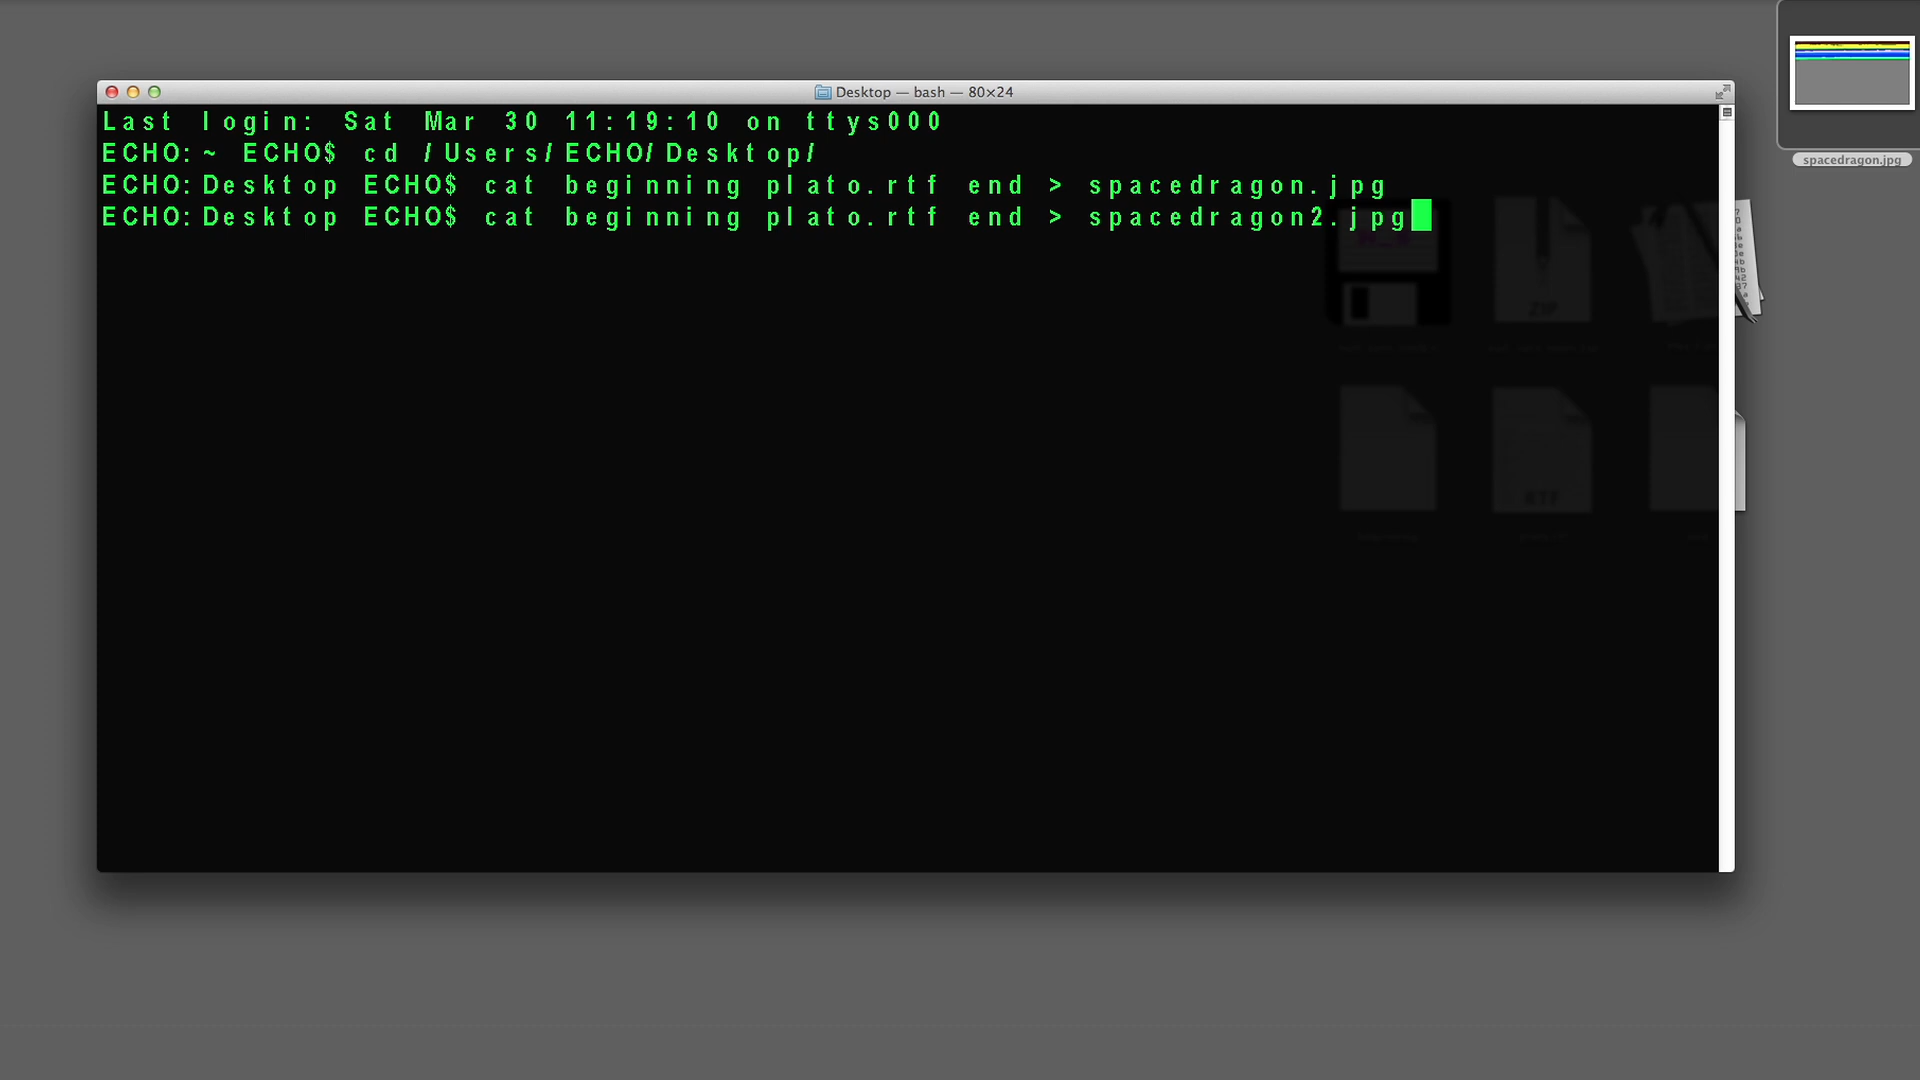 Desktop — bash — 80×24
Last login: Sat Mar 30 11:19:10 on ttys000
ECHO:~ ECHO$ cd /Users/ECHO/Desktop/
ECHO:Desktop ECHO$ cat beginning plato.rtf end > spacedragon.jpg
ECHO:Desktop ECHO$ cat beginning plato.rtf end > spacedragon2.jpg
spacedragon.jpg
ZIP
RTF